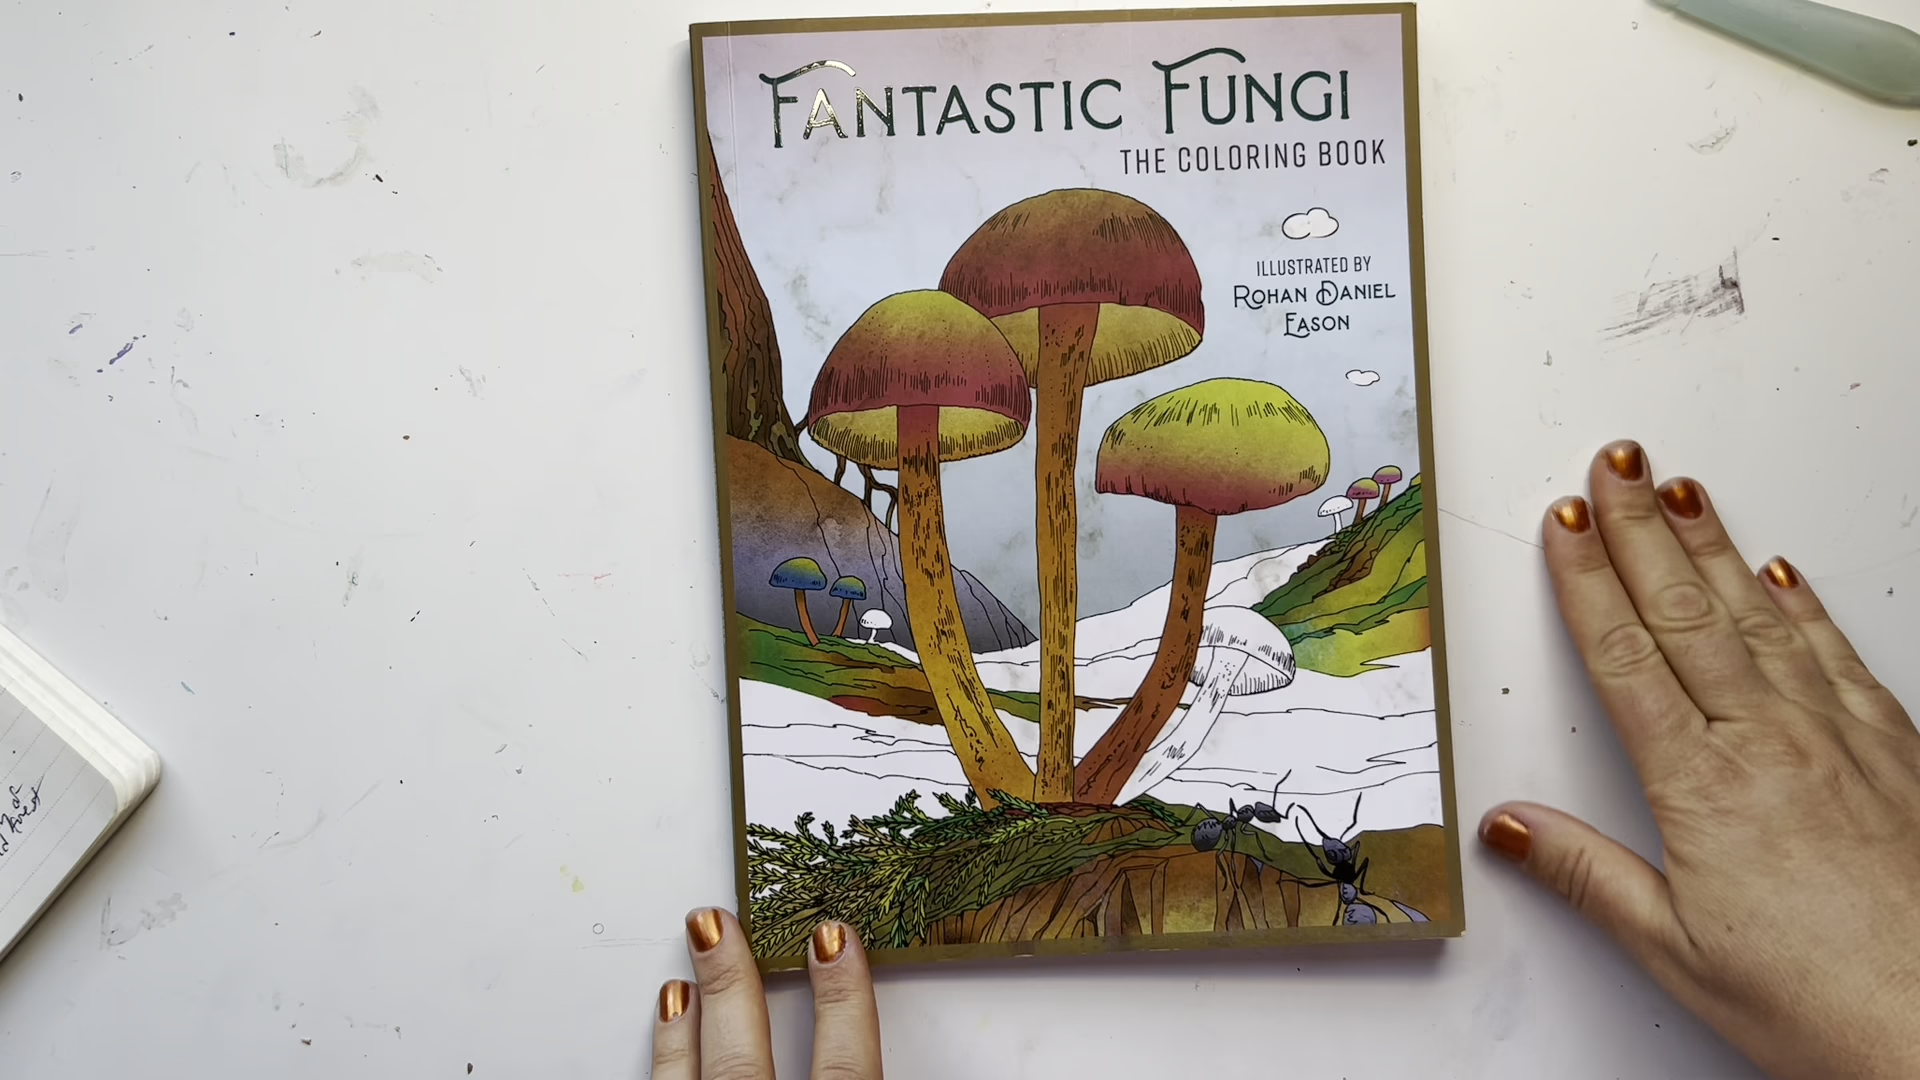 FANTASTIC FUNGI
THE COLORING BOOK
ILLUSTRATED BY
ROHAN DANIEL
EASON